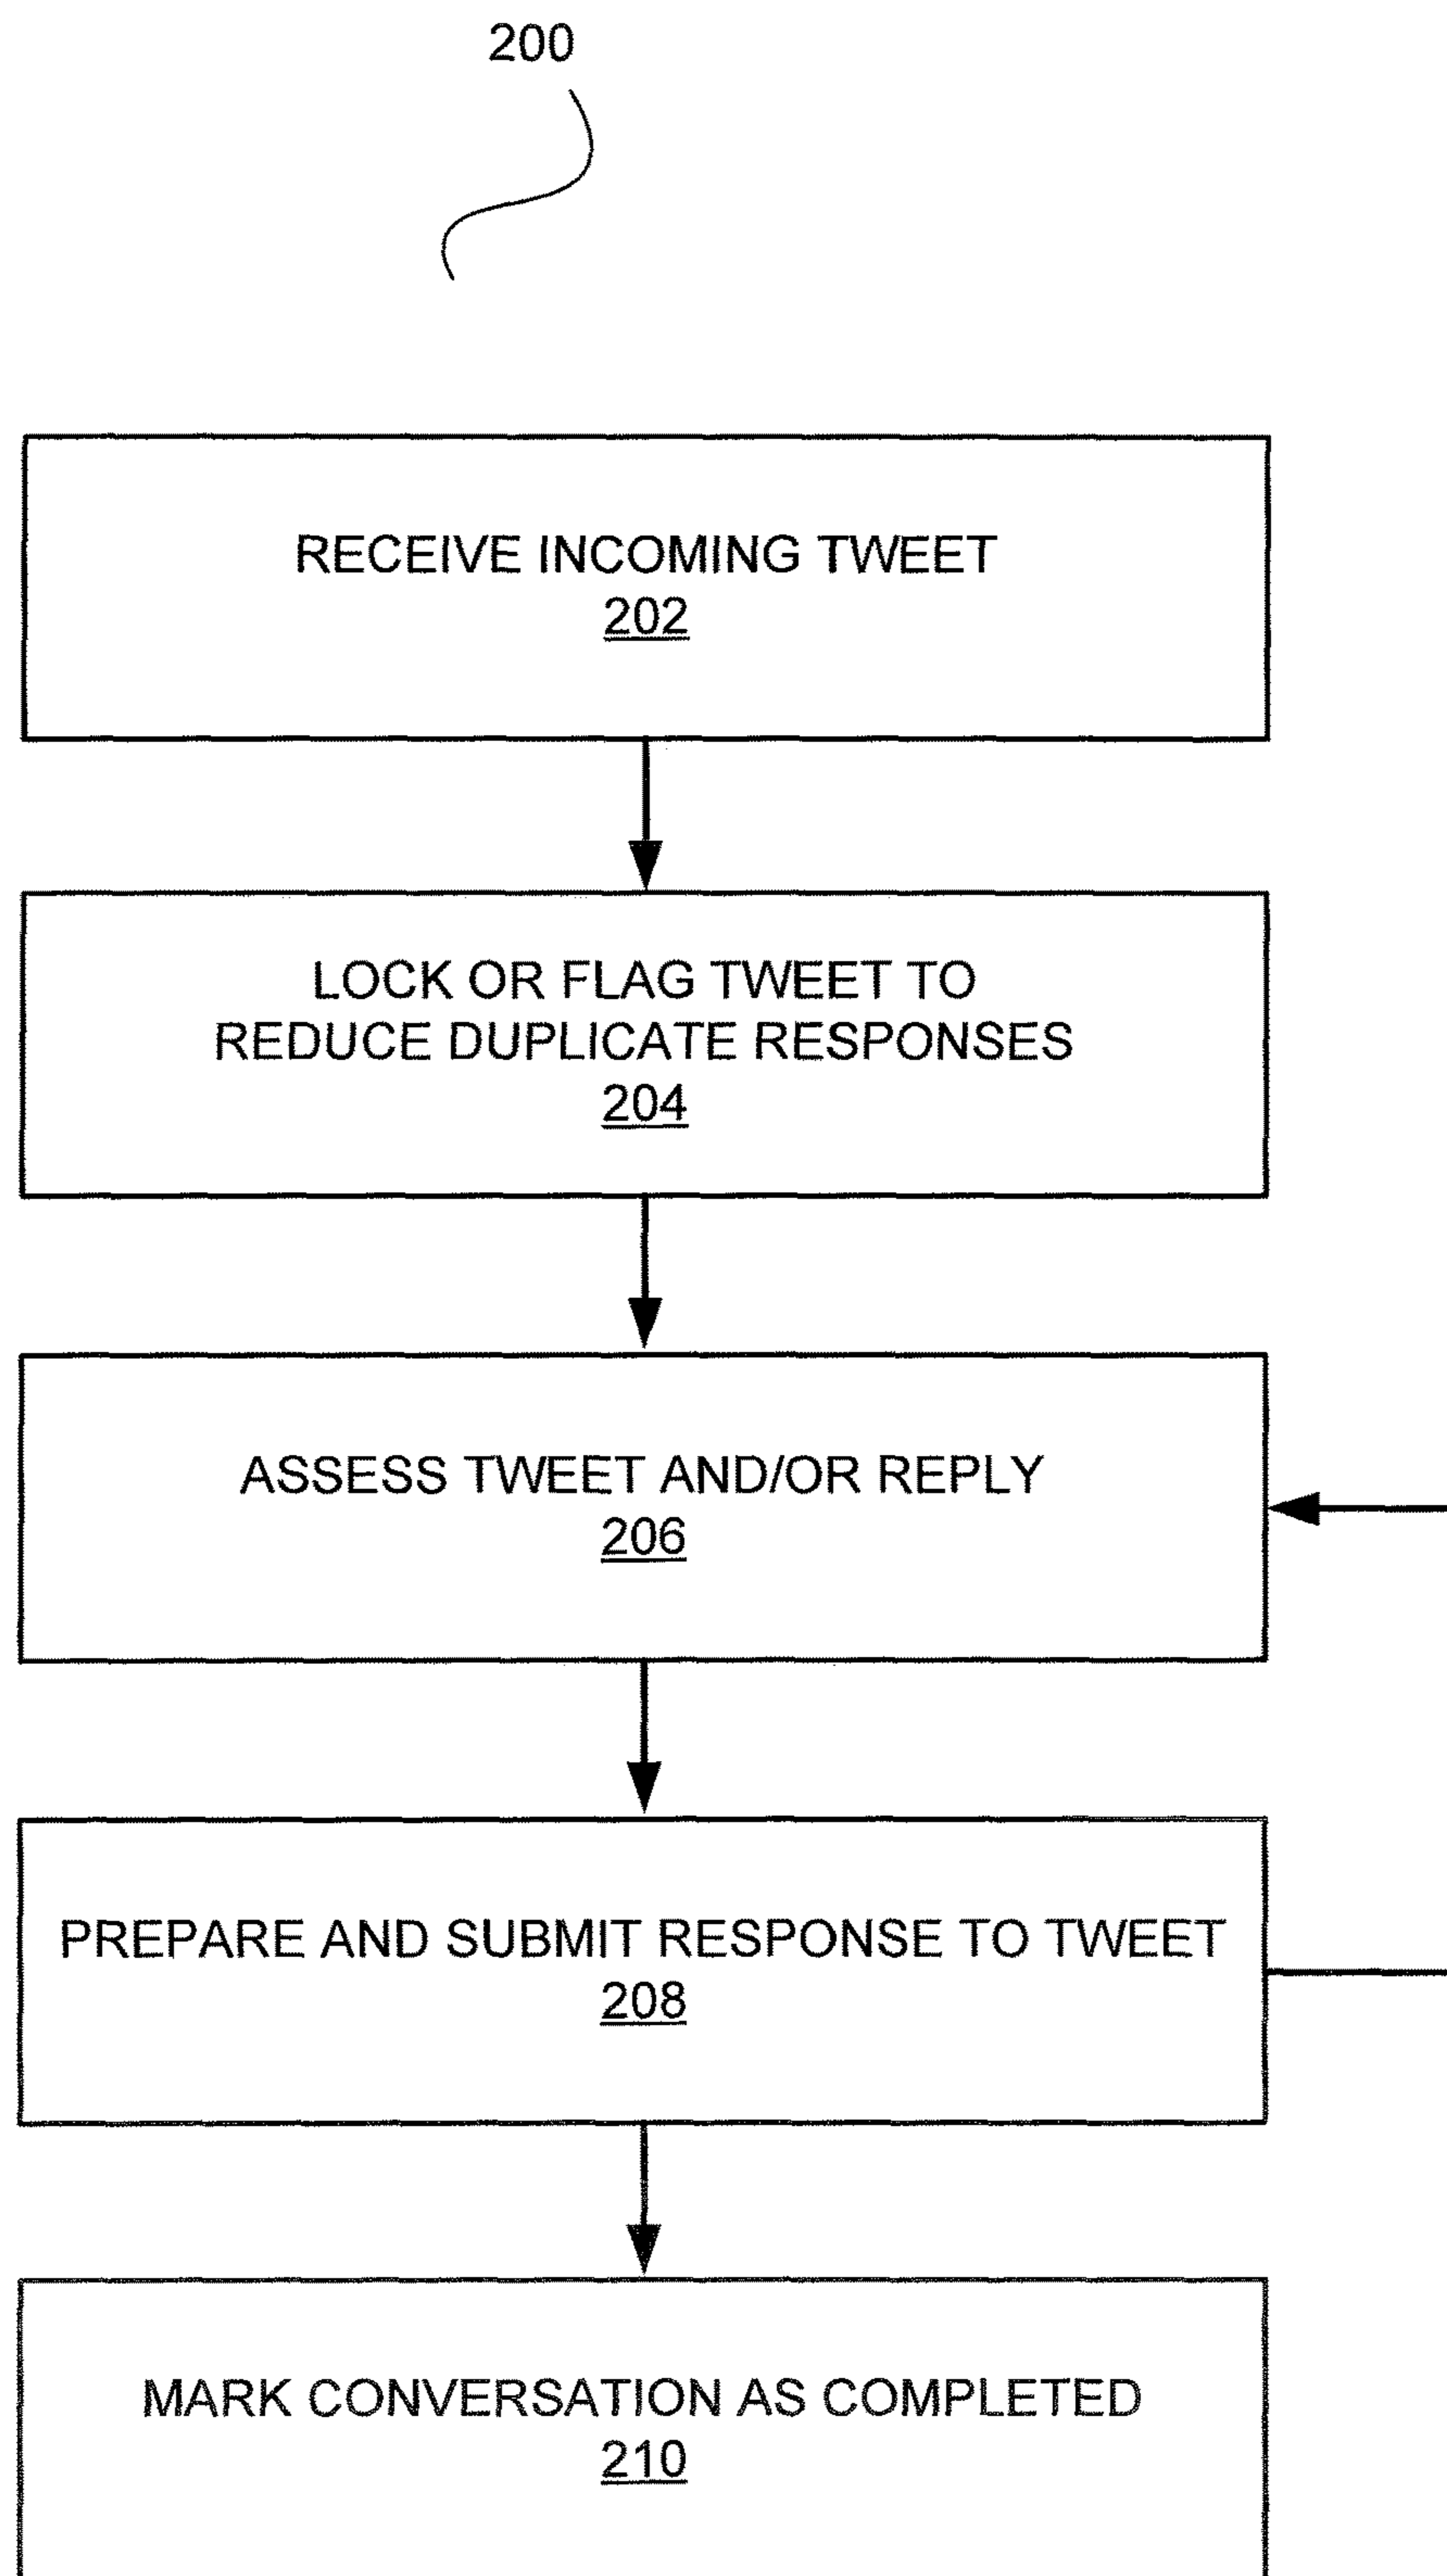 200
RECEIVE INCOMING TWEET
202
LOCK OR FLAG TWEET TO
REDUCE DUPLICATE RESPONSES
204
ASSESS TWEET AND/OR REPLY
206
PREPARE AND SUBMIT RESPONSE TO TWEET
208
MARK CONVERSATION AS COMPLETED
210